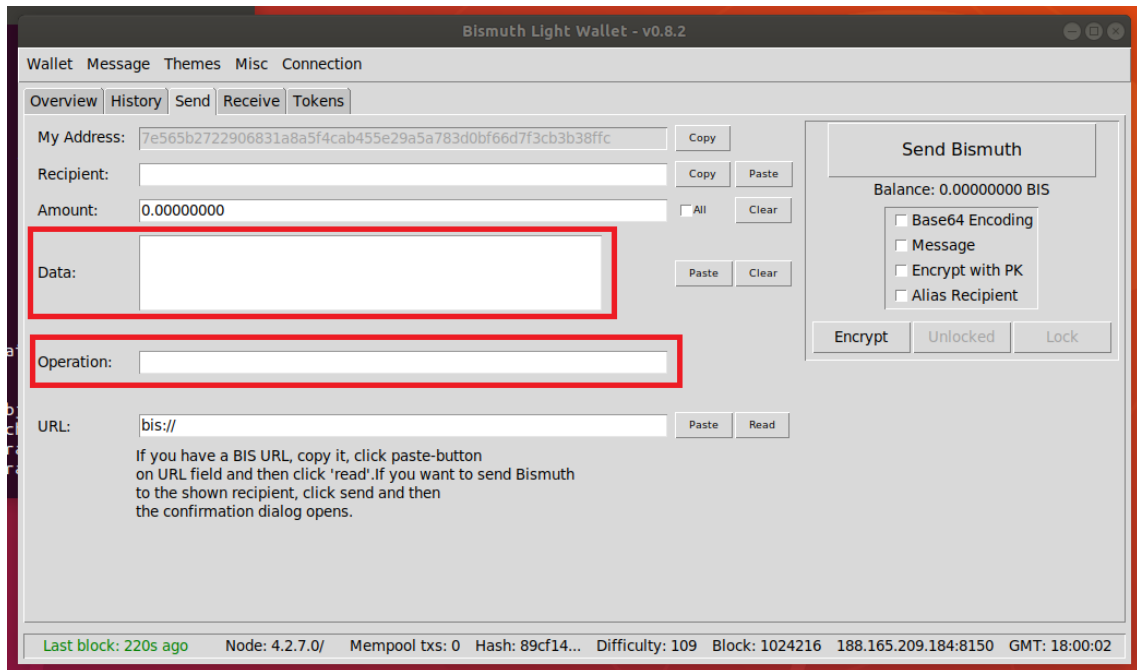 Bismuth Light Wallet - v0.8.2
Wallet Message Themes Misc Connection
Overview History Send Receive Tokens
My Address: 7e565b2722906831a8a5f4cab455e29a5a783d0bf66d7f3cb3b38ffc Copy
Recipient: Copy Paste
Amount: 0.00000000 All Clear
Data: Paste Clear
Operation:
URL: bis:// Paste Read
If you have a BIS URL, copy it, click paste-button
on URL field and then click 'read'.If you want to send Bismuth
to the shown recipient, click send and then
the confirmation dialog opens.
Send Bismuth
Balance: 0.00000000 BIS
Base64 Encoding
Message
Encrypt with PK
Alias Recipient
Encrypt Unlocked Lock
Last block: 220s ago Node: 4.2.7.0/ Mempool txs: 0 Hash: 89cf14... Difficulty: 109 Block: 1024216 188.165.209.184:8150 GMT: 18:00:02